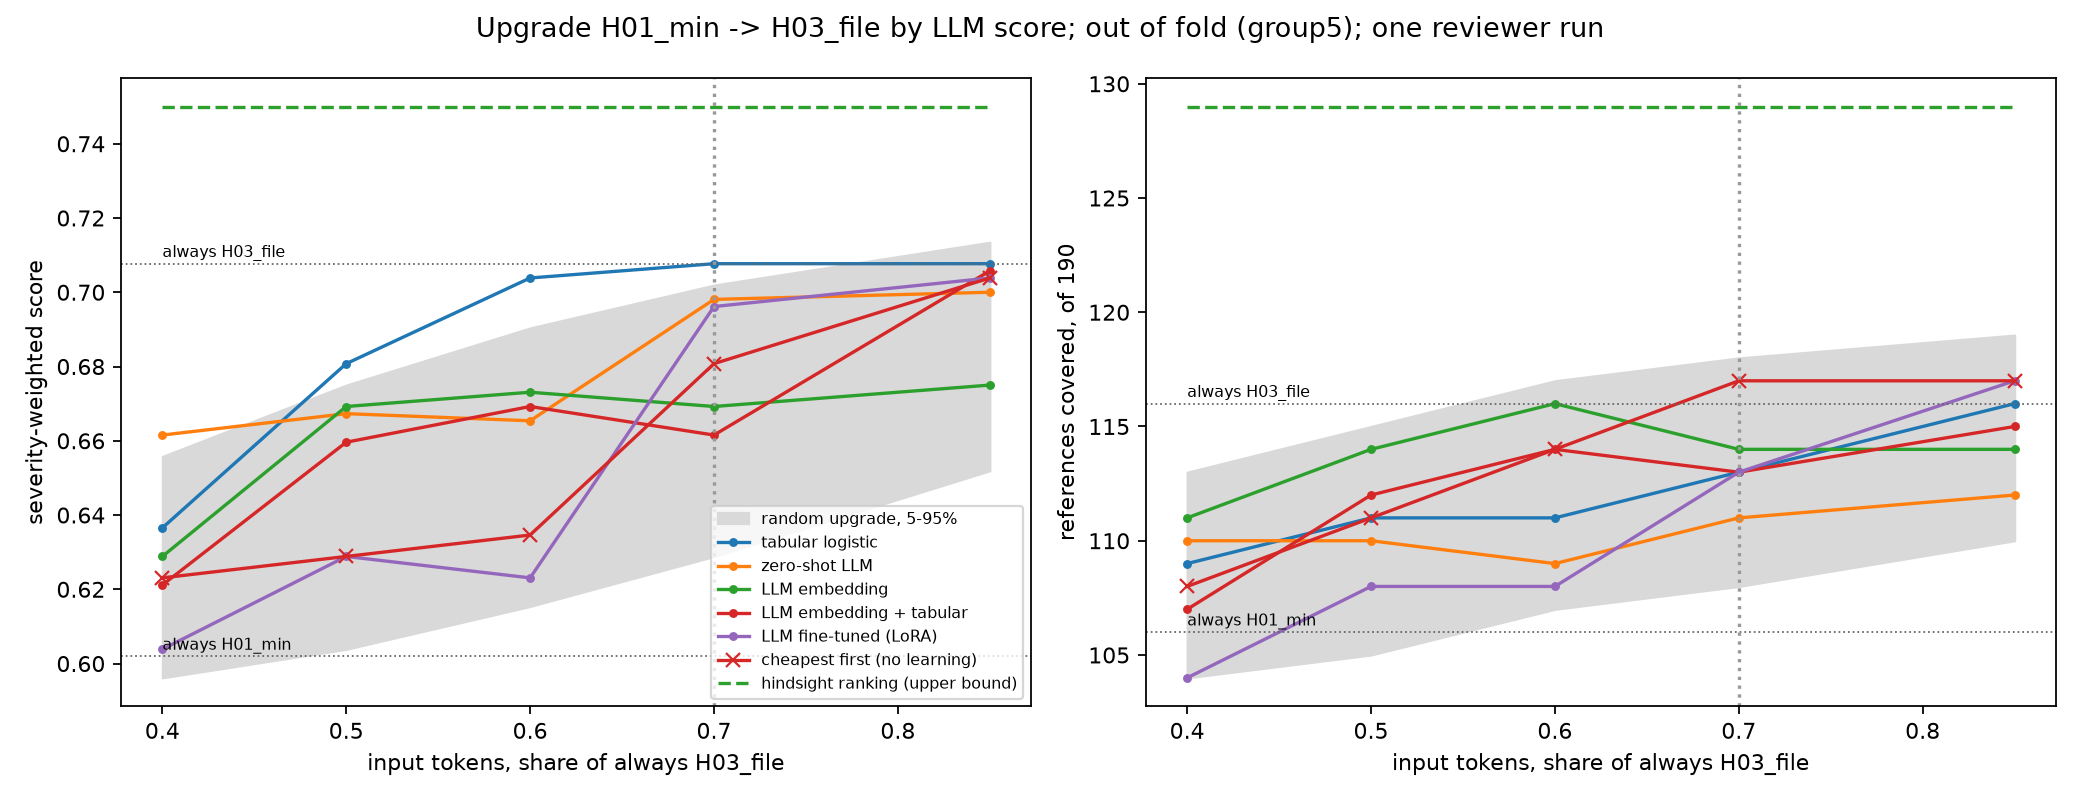 Upgrade H01_min -> H03_file by LLM score; out of fold (group5); one reviewer run
severity-weighted score
0.74
0.72
0.70
0.68
0.66
0.64
0.62
0.60
always H03_file
always H01_min
random upgrade, 5-95%
tabular logistic
zero-shot LLM
LLM embedding
LLM embedding + tabular
LLM fine-tuned (LoRA)
cheapest first (no learning)
hindsight ranking (upper bound)
0.4 0.5 0.6 0.7 0.8
input tokens, share of always H03_file
references covered, of 190
130
125
120
115
110
105
always H03_file
always H01_min
0.4 0.5 0.6 0.7 0.8
input tokens, share of always H03_file